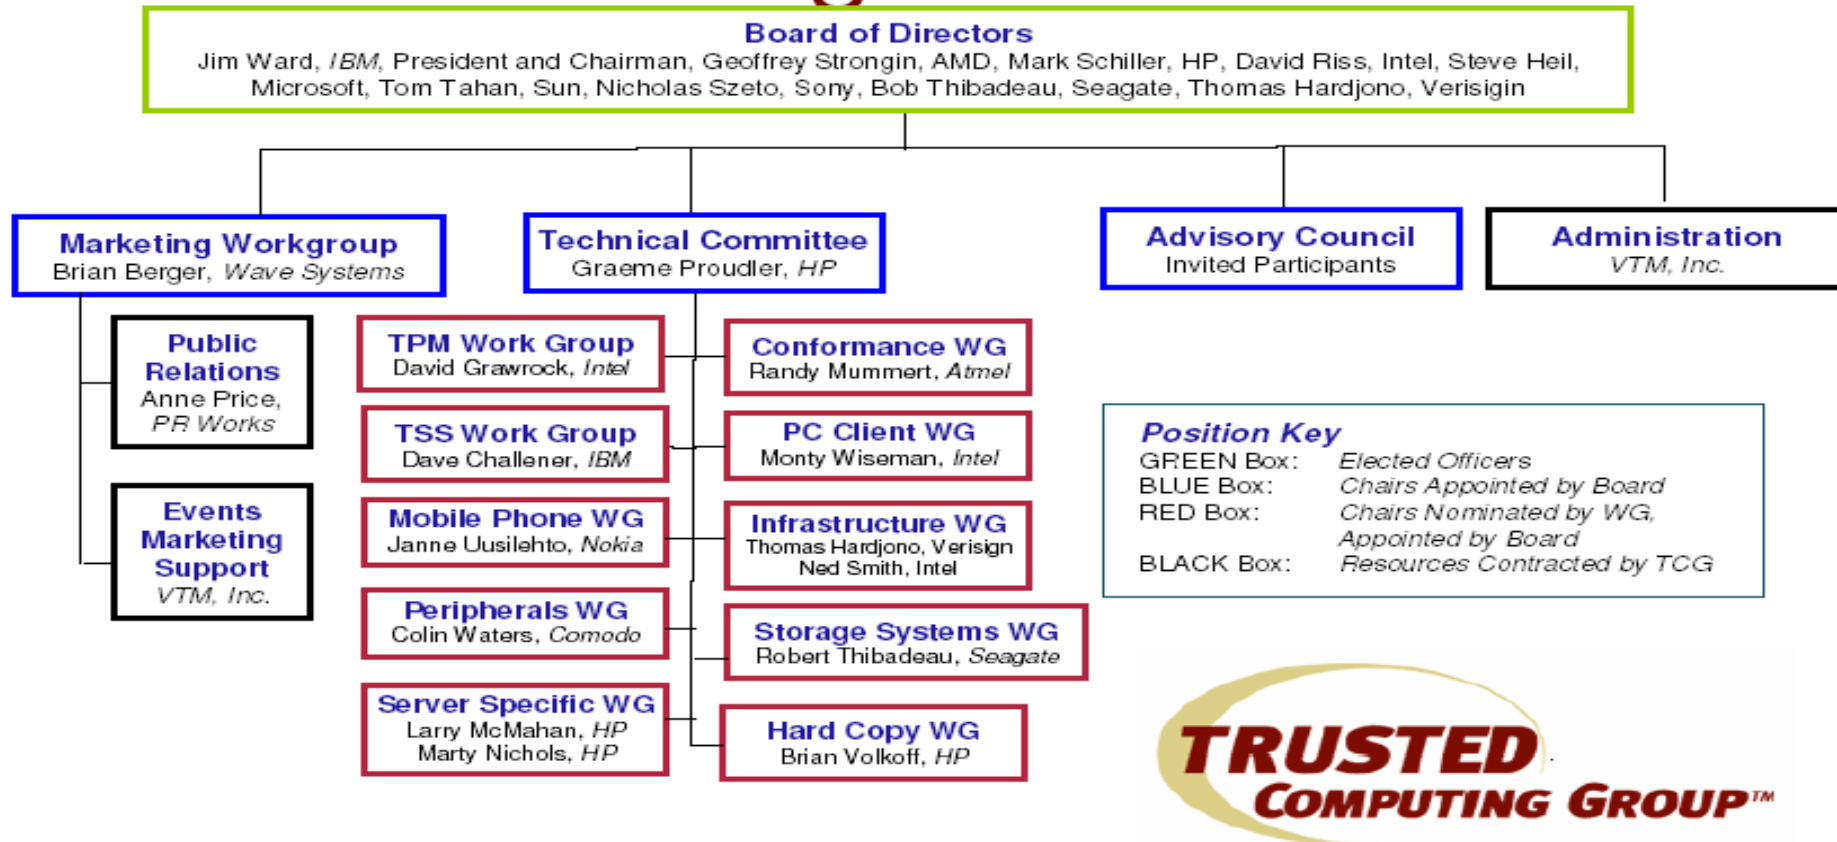 Board of Directors
Jim Ward, IBM, President and Chairman, Geoffrey Strongin, AMD, Mark Schiller, HP, David Riss, Intel, Steve Heil,
Microsoft, Tom Tahan, Sun, Nicholas Szeto, Sony, Bob Thibadeau, Seagate, Thomas Hardjono, Verisigin
Marketing Workgroup
Brian Berger, Wave Systems
Technical Committee
Graeme Proudler, HP
Advisory Council
Invited Participants
Administration
VTM, Inc.
Public
Relations
Anne Price,
PR Works
Events
Marketing
Support
VTM, Inc.
TPM Work Group
David Grawrock, Intel
TSS Work Group
Dave Challener, IBM
Mobile Phone WG
Janne Uusilehto, Nokia
Peripherals WG
Colin Waters, Comodo
Server Specific WG
Larry McMahan, HP
Marty Nichols, HP
Conformance WG
Randy Mummert, Atmel
PC Client WG
Monty Wiseman, Intel
Infrastructure WG
Thomas Hardjono, Verisign
Ned Smith, Intel
Storage Systems WG
Robert Thibadeau, Seagate
Hard Copy WG
Brian Volkoff, HP
Position Key
GREEN Box: Elected Officers
BLUE Box: Chairs Appointed by Board
RED Box: Chairs Nominated by WG,
Appointed by Board
BLACK Box: Resources Contracted by TCG
TRUSTED
COMPUTING GROUP™